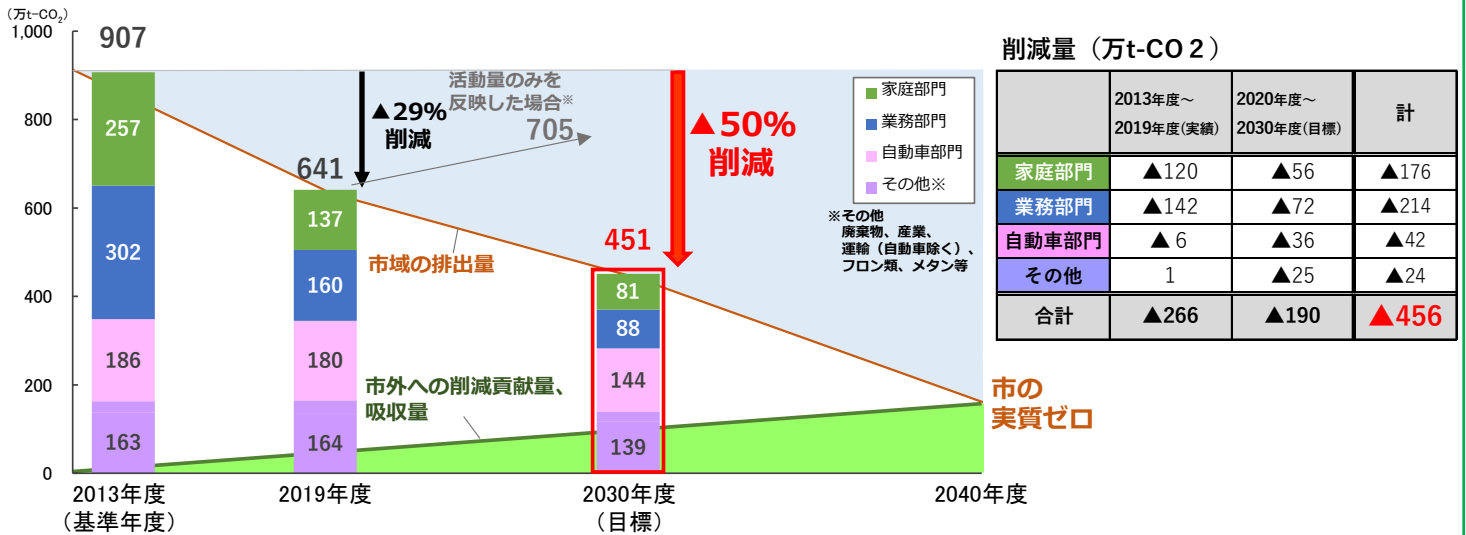 （万t-CO₂）
1,000
800
600
400
200
0
907
257
302
186
163
641
137
160
180
164
451
81
88
144
139
▲29%
削減
活動量のみを
反映した場合※
705
▲50%
削減
家庭部門
業務部門
自動車部門
その他※
※その他
廃棄物、産業、
運輸（自動車除く）、
フロン類、メタン等
市域の排出量
市外への削減貢献量、
吸収量
市の
実質ゼロ
2013年度
（基準年度）
2019年度
2030年度
（目標）
2040年度
削減量（万t-CO２）
2013年度～
2019年度(実績)
2020年度～
2030年度(目標)
計
家庭部門 ▲120 ▲56 ▲176
業務部門 ▲142 ▲72 ▲214
自動車部門 ▲ 6 ▲36 ▲42
その他 1 ▲25 ▲24
合計 ▲266 ▲190 ▲456